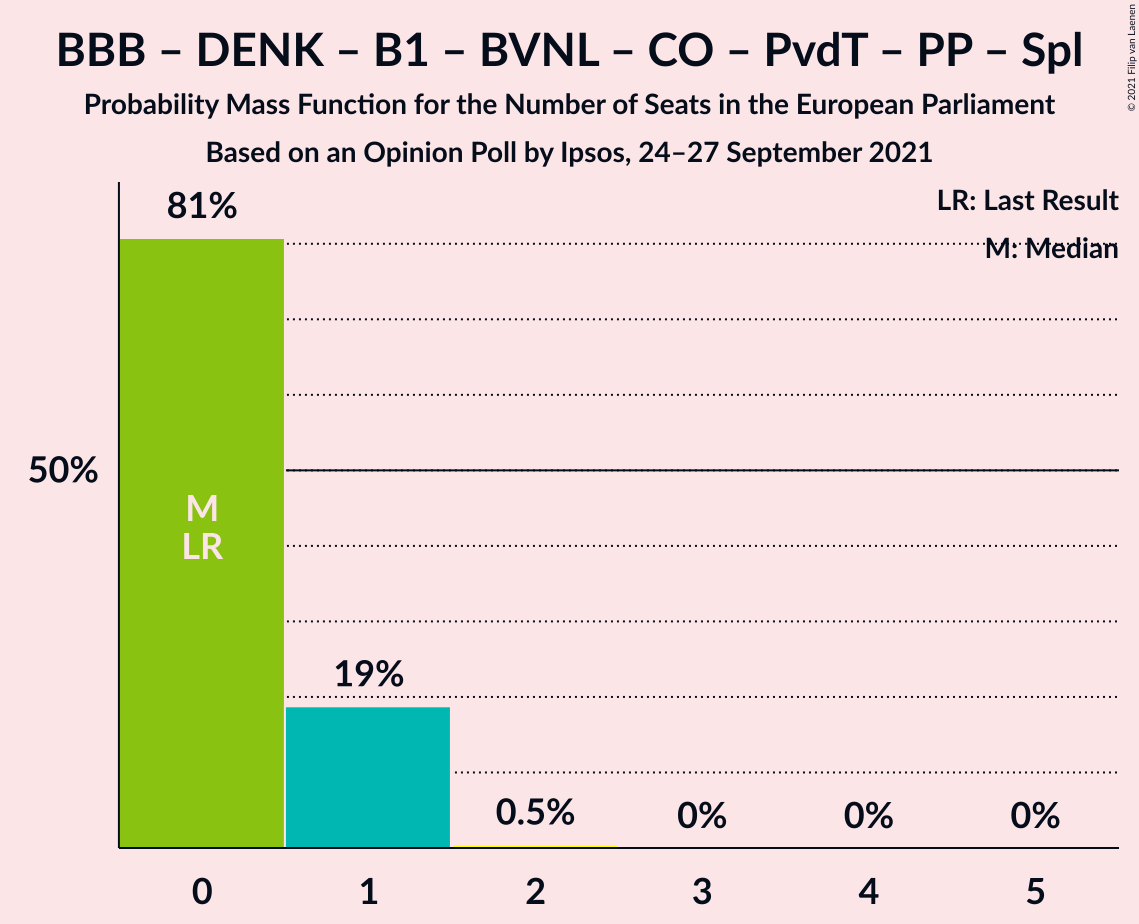 BBB – DENK – B1 – BVNL – CO – PvdT – PP – Spl
Probability Mass Function for the Number of Seats in the European Parliament
Based on an Opinion Poll by Ipsos, 24–27 September 2021
© 2021 Filip van Laenen
LR: Last Result
M: Median
81%
50%
M
LR
19%
0.5%
0%
0%
0%
0
1
2
3
4
5